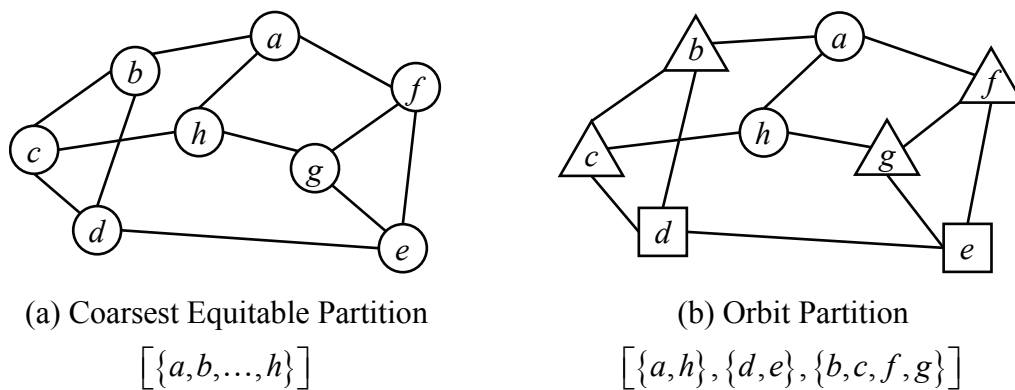 a
b
f
h
c
g
d
e
a
b
f
h
c
g
d
e
(a) Coarsest Equitable Partition
[{a,b,…,h}]
(b) Orbit Partition
[{a,h},{d,e},{b,c,f,g}]